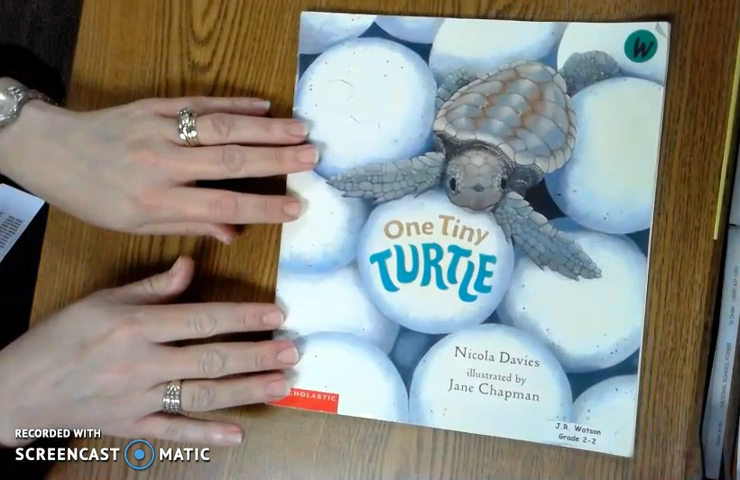 W
One Tiny
TURTLE
Nicola Davies
illustrated by
Jane Chapman
SCHOLASTIC
J.R. Watson
Grade 2-2
RECORDED WITH
SCREENCAST O MATIC